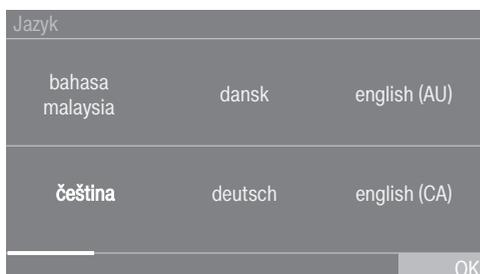 Jazyk
bahasa
malaysia
dansk
english (AU)
čeština
deutsch
english (CA)
OK